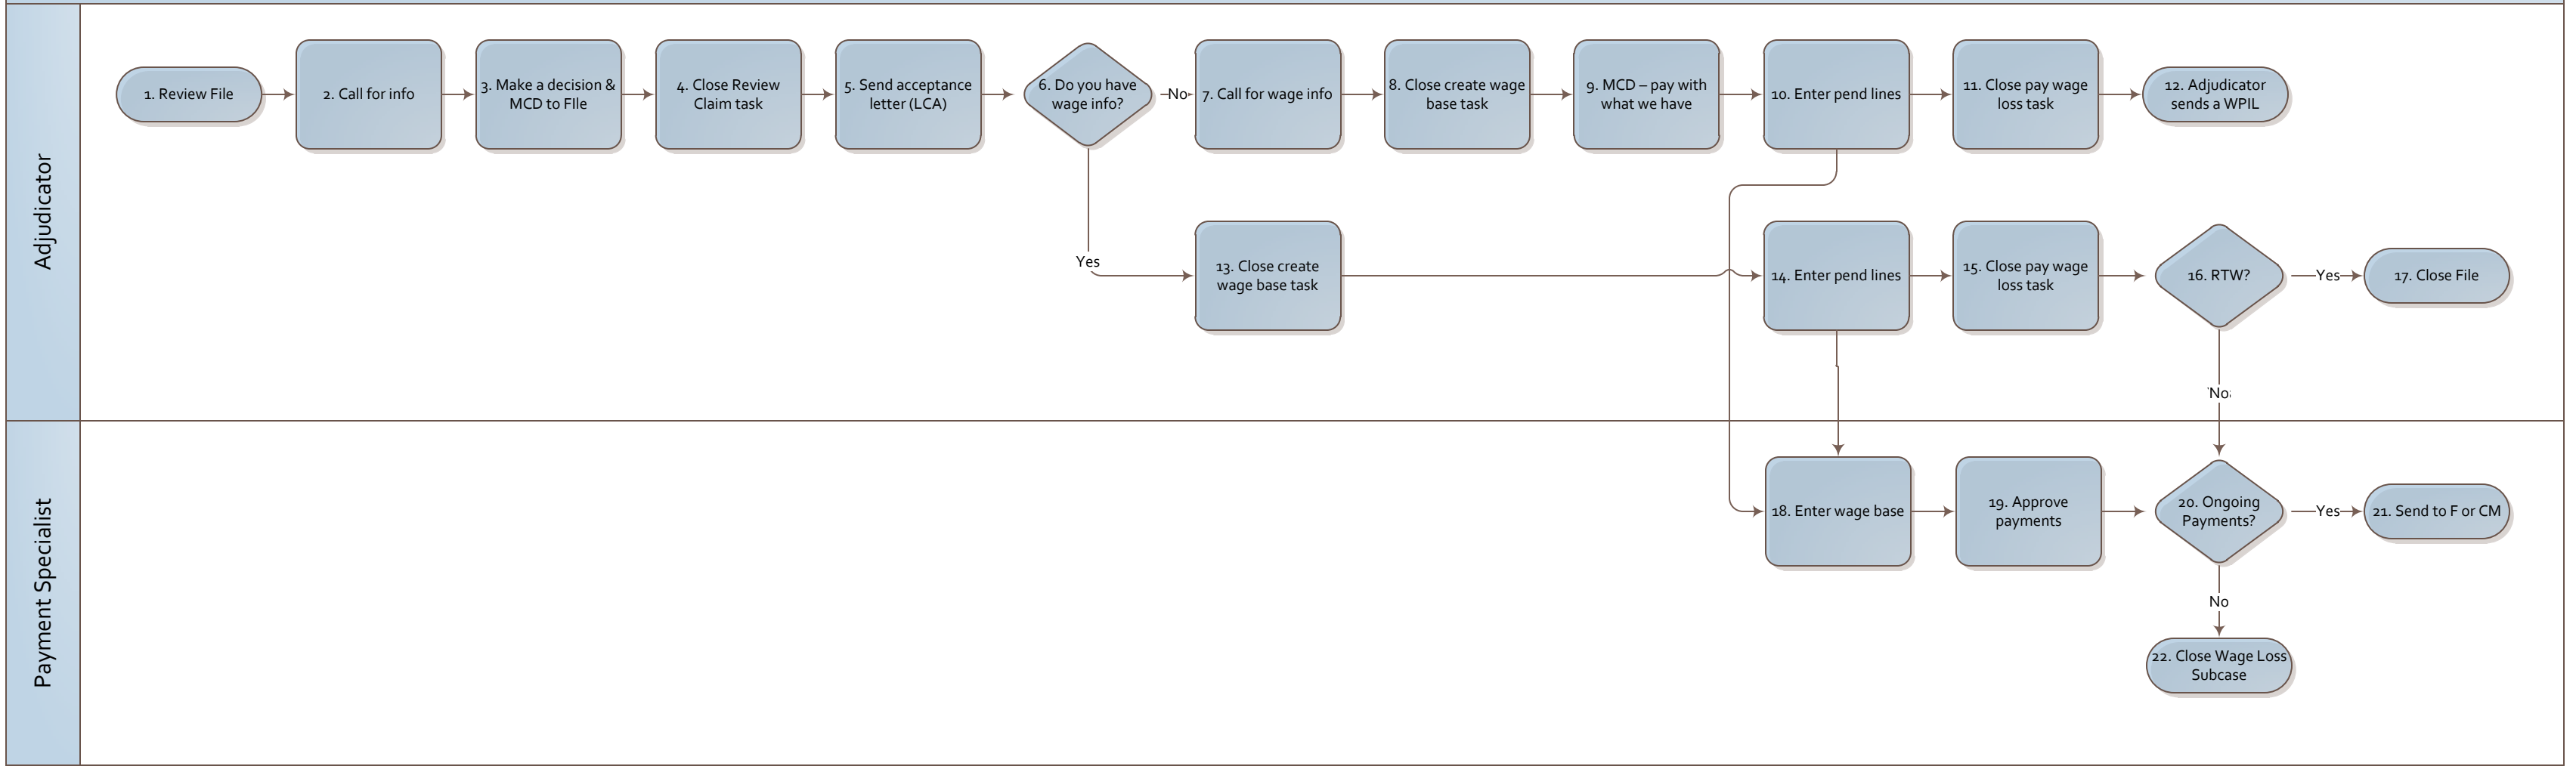 Adjudicator
1. Review File
2. Call for info
3. Make a decision &
MCD to FIle
4. Close Review
Claim task
5. Send acceptance
letter (LCA)
6. Do you have
wage info?
No
7. Call for wage info
8. Close create wage
base task
9. MCD – pay with
what we have
10. Enter pend lines
11. Close pay wage
loss task
12. Adjudicator
sends a WPIL
Yes
13. Close create
wage base task
14. Enter pend lines
15. Close pay wage
loss task
16. RTW?
Yes
17. Close File
No
Payment Specialist
18. Enter wage base
19. Approve
payments
20. Ongoing
Payments?
Yes
21. Send to F or CM
No
22. Close Wage Loss
Subcase